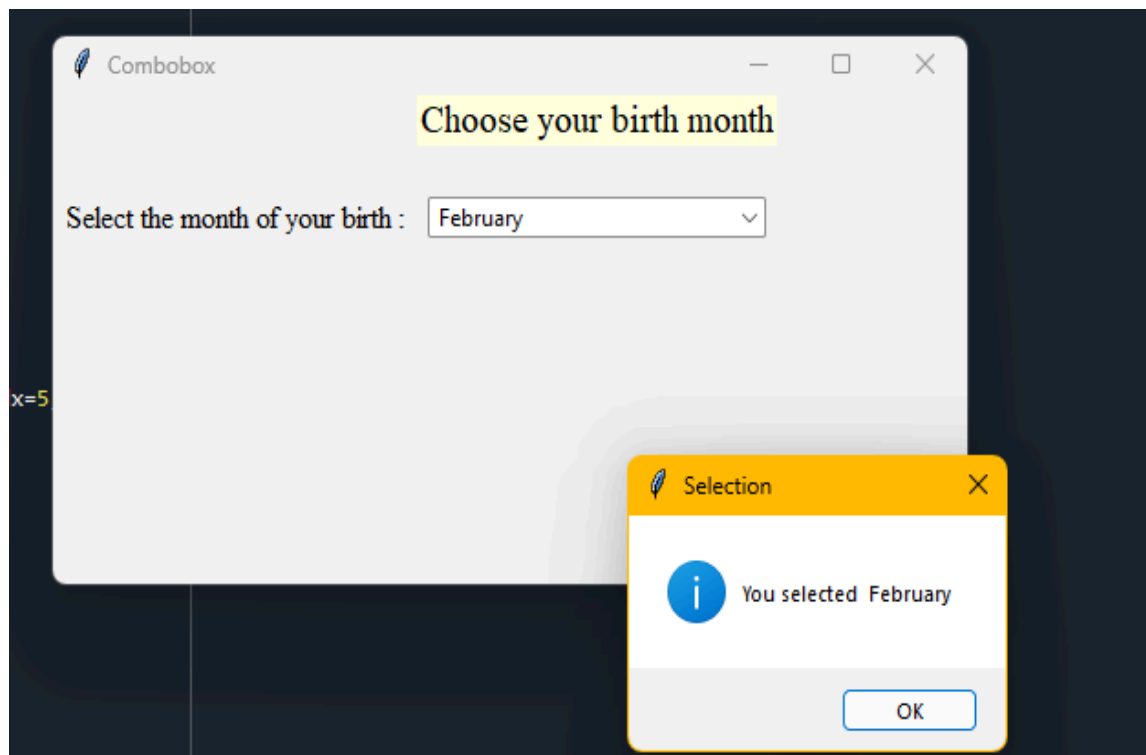 Combobox
Choose your birth month
Select the month of your birth :
February
x=5
Selection
You selected  February
OK